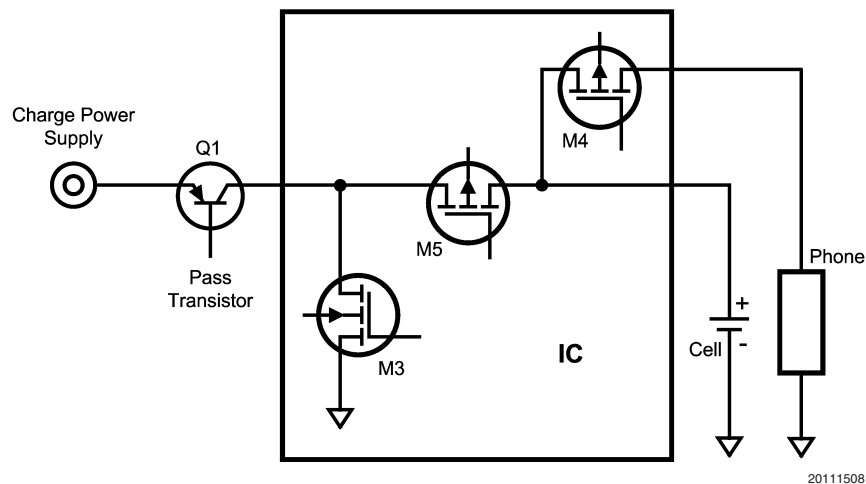 Charge Power
Supply
Q1
Pass
Transistor
M4
M5
M3
IC
Phone
Cell
+
-
20111508